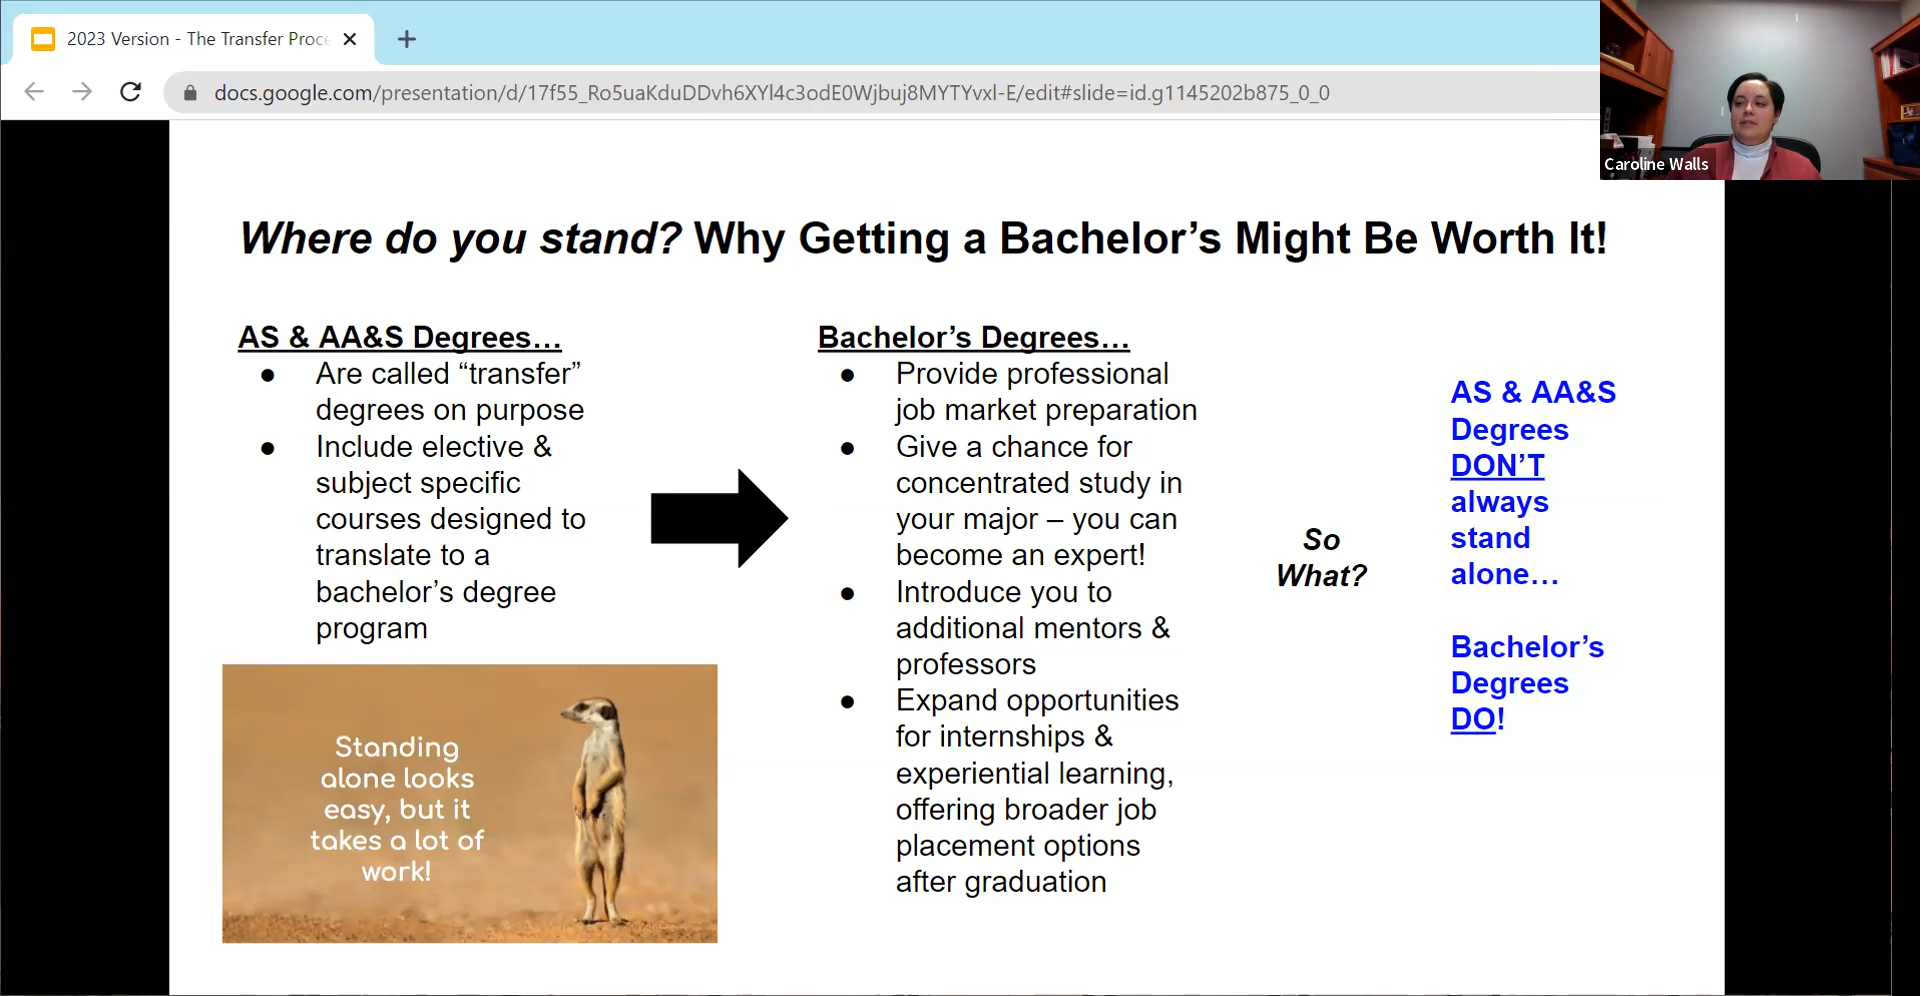 2023 Version - The Transfer Proce
docs.google.com/presentation/d/17f55_Ro5uaKduDDvh6XYl4c3odE0Wjbuj8MYTYvxl-E/edit#slide=id.g1145202b875_0_0
Caroline Walls
Where do you stand? Why Getting a Bachelor’s Might Be Worth It!
AS & AA&S Degrees…
● Are called “transfer”
degrees on purpose
● Include elective &
subject specific
courses designed to
translate to a
bachelor’s degree
program
Standing
alone looks
easy, but it
takes a lot of
work!
Bachelor’s Degrees…
● Provide professional
job market preparation
● Give a chance for
concentrated study in
your major – you can
become an expert!
● Introduce you to
additional mentors &
professors
● Expand opportunities
for internships &
experiential learning,
offering broader job
placement options
after graduation
So
What?
AS & AA&S
Degrees
DON’T
always
stand
alone…
Bachelor’s
Degrees
DO!